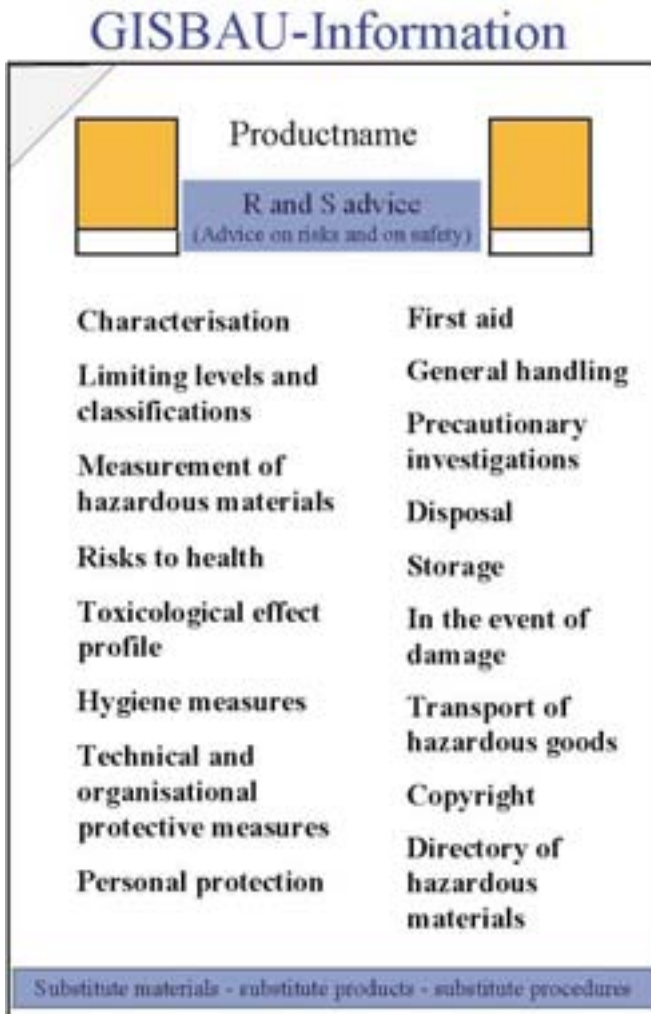 GISBAU-Information
Productname
R and S advice
(Advice on risks and on safety)
Characterisation
Limiting levels and
classifications
Measurement of
hazardous materials
Risks to health
Toxicological effect
profile
Hygiene measures
Technical and
organisational
protective measures
Personal protection
First aid
General handling
Precautionary
investigations
Disposal
Storage
In the event of
damage
Transport of
hazardous goods
Copyright
Directory of
hazardous
materials
Substitute materials - substitute products - substitute procedures